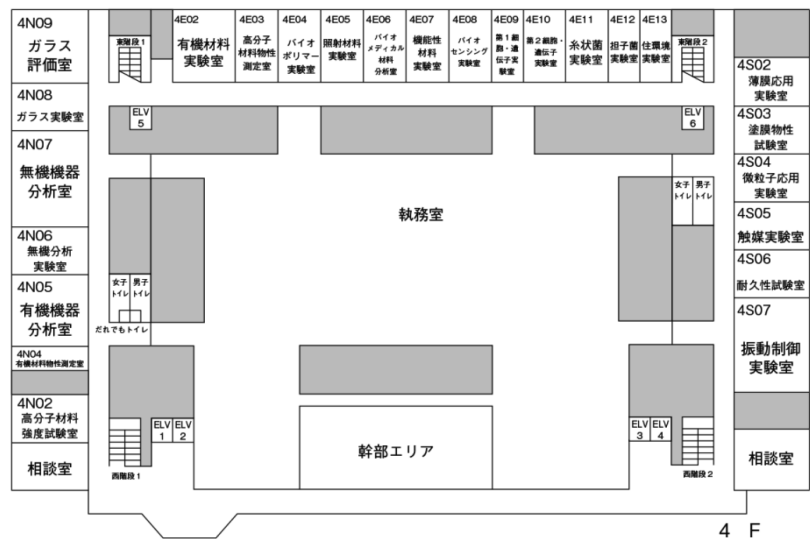 4N09
ガラス
評価室
4N08
ガラス実験室
4N07
無機機器
分析室
4N06
無機分析
実験室
4N05
有機機器
分析室
4N04
有機材料物性測定室
4N02
高分子材料
強度試験室
相談室
東階段1
4E02
有機材料
実験室
4E03
高分子
材料物性
測定室
4E04
バイオ
ポリマー
実験室
4E05
照射材料
実験室
4E06
バイオ
メディカル
材料
分析室
4E07
機能性
材料
実験室
4E08
バイオ
センシング
実験室
4E09
第1細
胞・遺
伝子実
験室
4E10
第2細胞・
遺伝子
実験室
4E11
糸状菌
実験室
4E12
担子菌
実験室
4E13
住環境
実験室
東階段2
4S02
薄膜応用
実験室
4S03
塗膜物性
試験室
4S04
微粒子応用
実験室
4S05
触媒実験室
4S06
耐久性試験室
4S07
振動制御
実験室
相談室
ELV
5
ELV
6
執務室
女子
トイレ
男子
トイレ
女子
トイレ
男子
トイレ
だれでもトイレ
ELV
1
ELV
2
西階段1
幹部エリア
ELV
3
ELV
4
西階段2
4 F